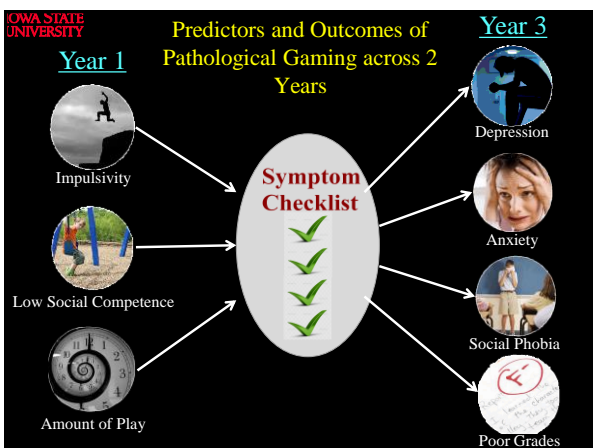 IOWA STATE
UNIVERSITY
Predictors and Outcomes of
Pathological Gaming across 2
Years
Year 1
Year 3
Impulsivity
Low Social Competence
Amount of Play
Symptom
Checklist
Depression
Anxiety
Social Phobia
F-
Poor Grades